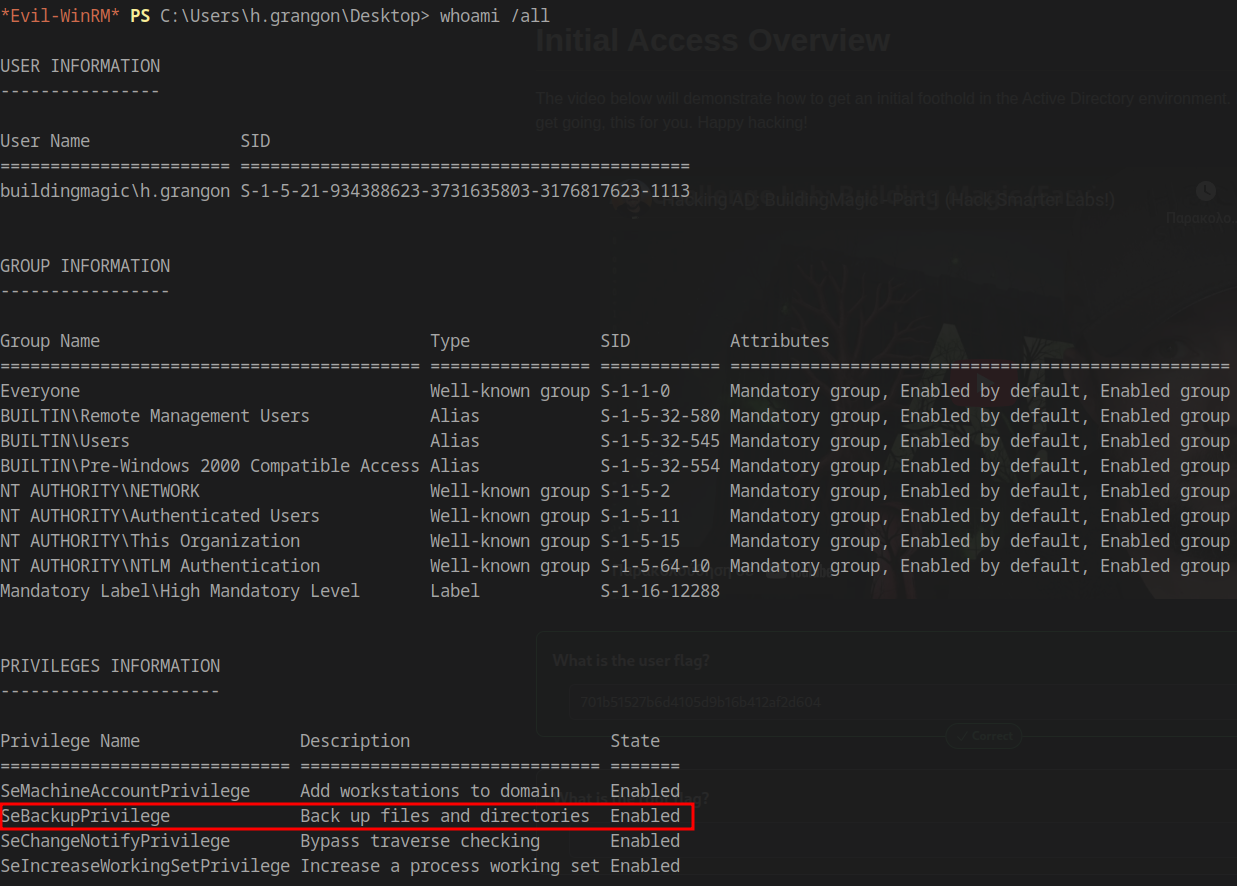 *Evil-WinRM* PS C:\Users\h.grangon\Desktop> whoami /all
Initial Access Overview
USER INFORMATION
----------------
The video below will demonstrate how to get an initial foothold in the Active Directory environment.
get going, this for you. Happy hacking!
User Name SID
======================= =============================================
buildingmagic\h.grangon S-1-5-21-934388623-3731635803-3176817623-1113
Hacking AD: BuildingMagic - Part 1 (Hack Smarter Labs!)
GROUP INFORMATION
-----------------
Group Name Type SID Attributes
========================================== ================ ============ ==================================================
Everyone Well-known group S-1-1-0 Mandatory group, Enabled by default, Enabled group
BUILTIN\Remote Management Users Alias S-1-5-32-580 Mandatory group, Enabled by default, Enabled group
BUILTIN\Users Alias S-1-5-32-545 Mandatory group, Enabled by default, Enabled group
BUILTIN\Pre-Windows 2000 Compatible Access Alias S-1-5-32-554 Mandatory group, Enabled by default, Enabled group
NT AUTHORITY\NETWORK Well-known group S-1-5-2 Mandatory group, Enabled by default, Enabled group
NT AUTHORITY\Authenticated Users Well-known group S-1-5-11 Mandatory group, Enabled by default, Enabled group
NT AUTHORITY\This Organization Well-known group S-1-5-15 Mandatory group, Enabled by default, Enabled group
NT AUTHORITY\NTLM Authentication Well-known group S-1-5-64-10 Mandatory group, Enabled by default, Enabled group
Mandatory Label\High Mandatory Level Label S-1-16-12288
What is the user flag?
PRIVILEGES INFORMATION
----------------------
Correct
Privilege Name Description State
============================= ============================== =======
SeMachineAccountPrivilege Add workstations to domain Enabled
SeBackupPrivilege Back up files and directories Enabled
SeChangeNotifyPrivilege Bypass traverse checking Enabled
SeIncreaseWorkingSetPrivilege Increase a process working set Enabled